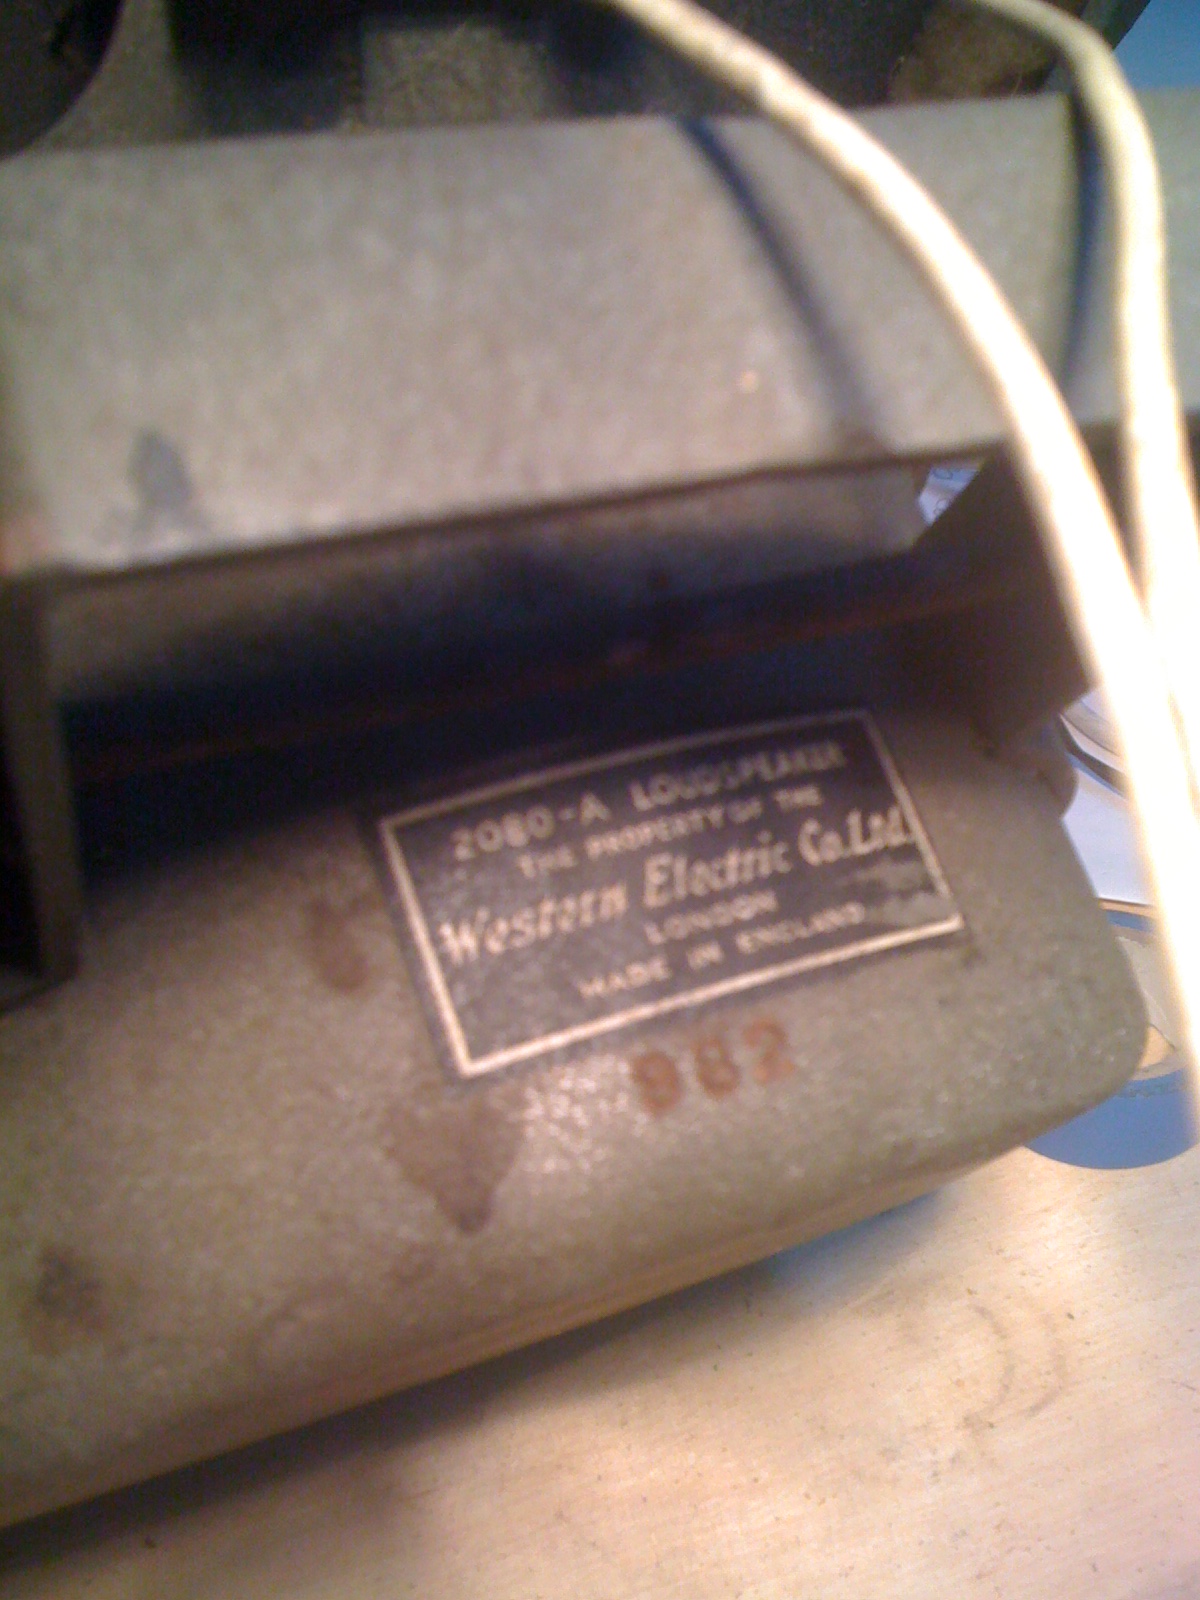 2080-A LOUDSPEAKER
THE PROPERTY OF THE
Western Electric Co. Ltd.
LONDON
MADE IN ENGLAND
982